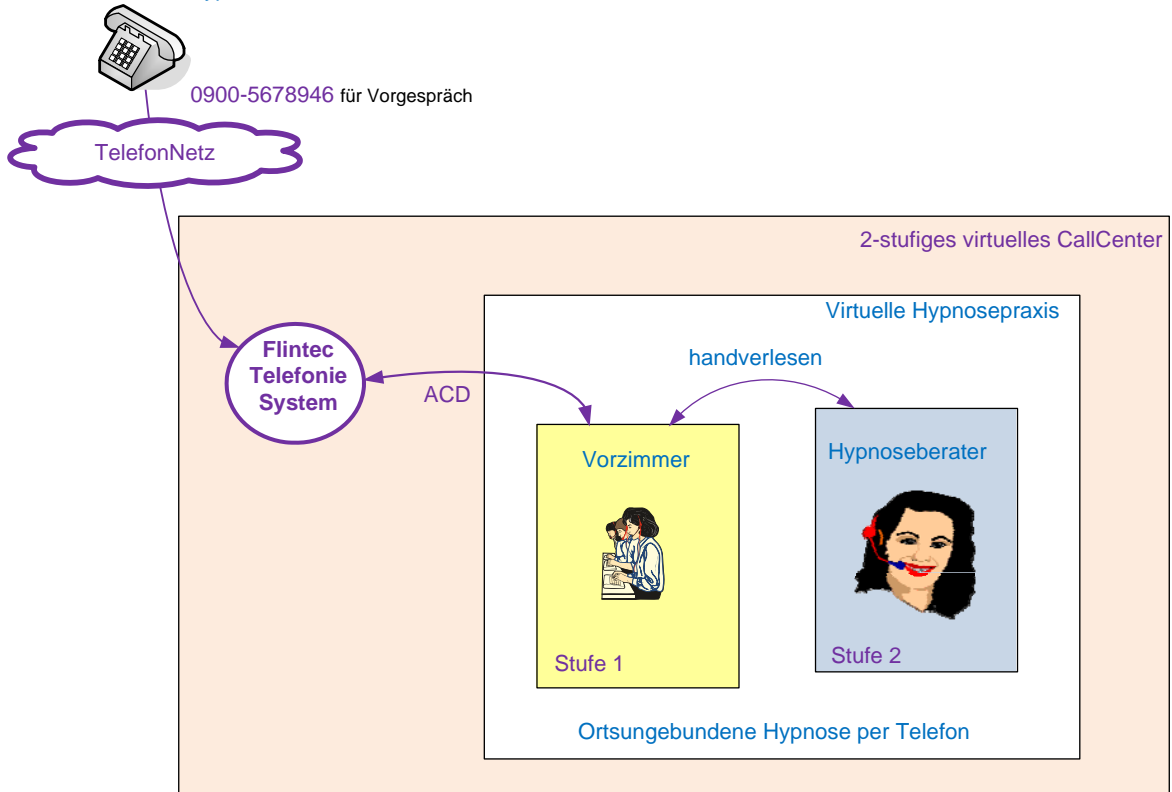 0900-5678946 für Vorgespräch
TelefonNetz
2-stufiges virtuelles CallCenter
Virtuelle Hypnosepraxis
handverlesen
Flintec
Telefonie
System
ACD
Vorzimmer
Hypnoseberater
Stufe 1
Stufe 2
Ortsungebundene Hypnose per Telefon